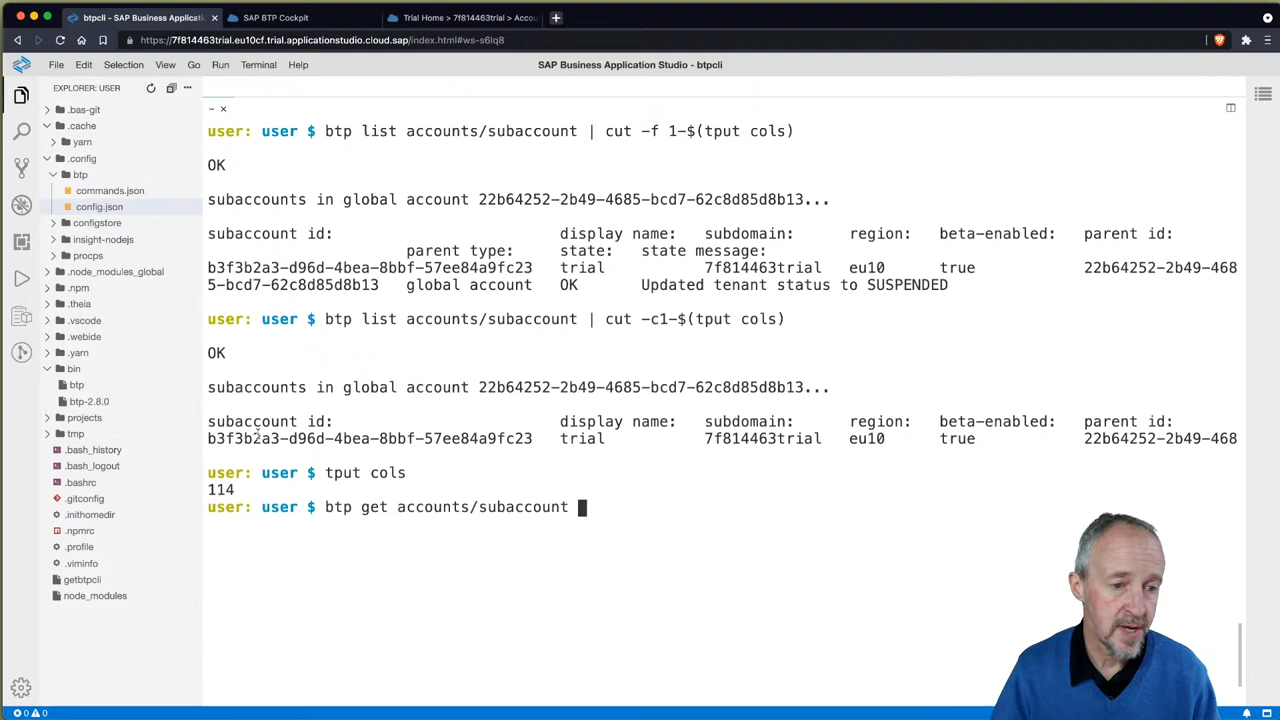 btpcli - SAP Business Applicati
SAP BTP Cockpit
Trial Home > 7f814463trial > Accou
https://7f814463trial.eu10cf.trial.applicationstudio.cloud.sap/index.html#ws-s6lq8
File Edit Selection View Go Run Terminal Help
SAP Business Application Studio - btpcli
EXPLORER: USER
.bas-git
.cache
yarn
.config
btp
commands.json
config.json
configstore
insight-nodejs
procps
.node_modules_global
.npm
.theia
.vscode
.webide
.yarn
bin
btp
btp-2.8.0
projects
tmp
.bash_history
.bash_logout
.bashrc
.gitconfig
.inithomedir
.npmrc
.profile
.viminfo
getbtpcli
node_modules
~ ×
user: user $ btp list accounts/subaccount | cut -f 1-$(tput cols)
OK
subaccounts in global account 22b64252-2b49-4685-bcd7-62c8d85d8b13...
subaccount id: display name: subdomain: region: beta-enabled: parent id:
parent type: state: state message:
b3f3b2a3-d96d-4bea-8bbf-57ee84a9fc23 trial 7f814463trial eu10 true 22b64252-2b49-468
5-bcd7-62c8d85d8b13 global account OK Updated tenant status to SUSPENDED
user: user $ btp list accounts/subaccount | cut -c1-$(tput cols)
OK
subaccounts in global account 22b64252-2b49-4685-bcd7-62c8d85d8b13...
subaccount id: display name: subdomain: region: beta-enabled: parent id:
b3f3b2a3-d96d-4bea-8bbf-57ee84a9fc23 trial 7f814463trial eu10 true 22b64252-2b49-468
user: user $ tput cols
114
user: user $ btp get accounts/subaccount
0 0